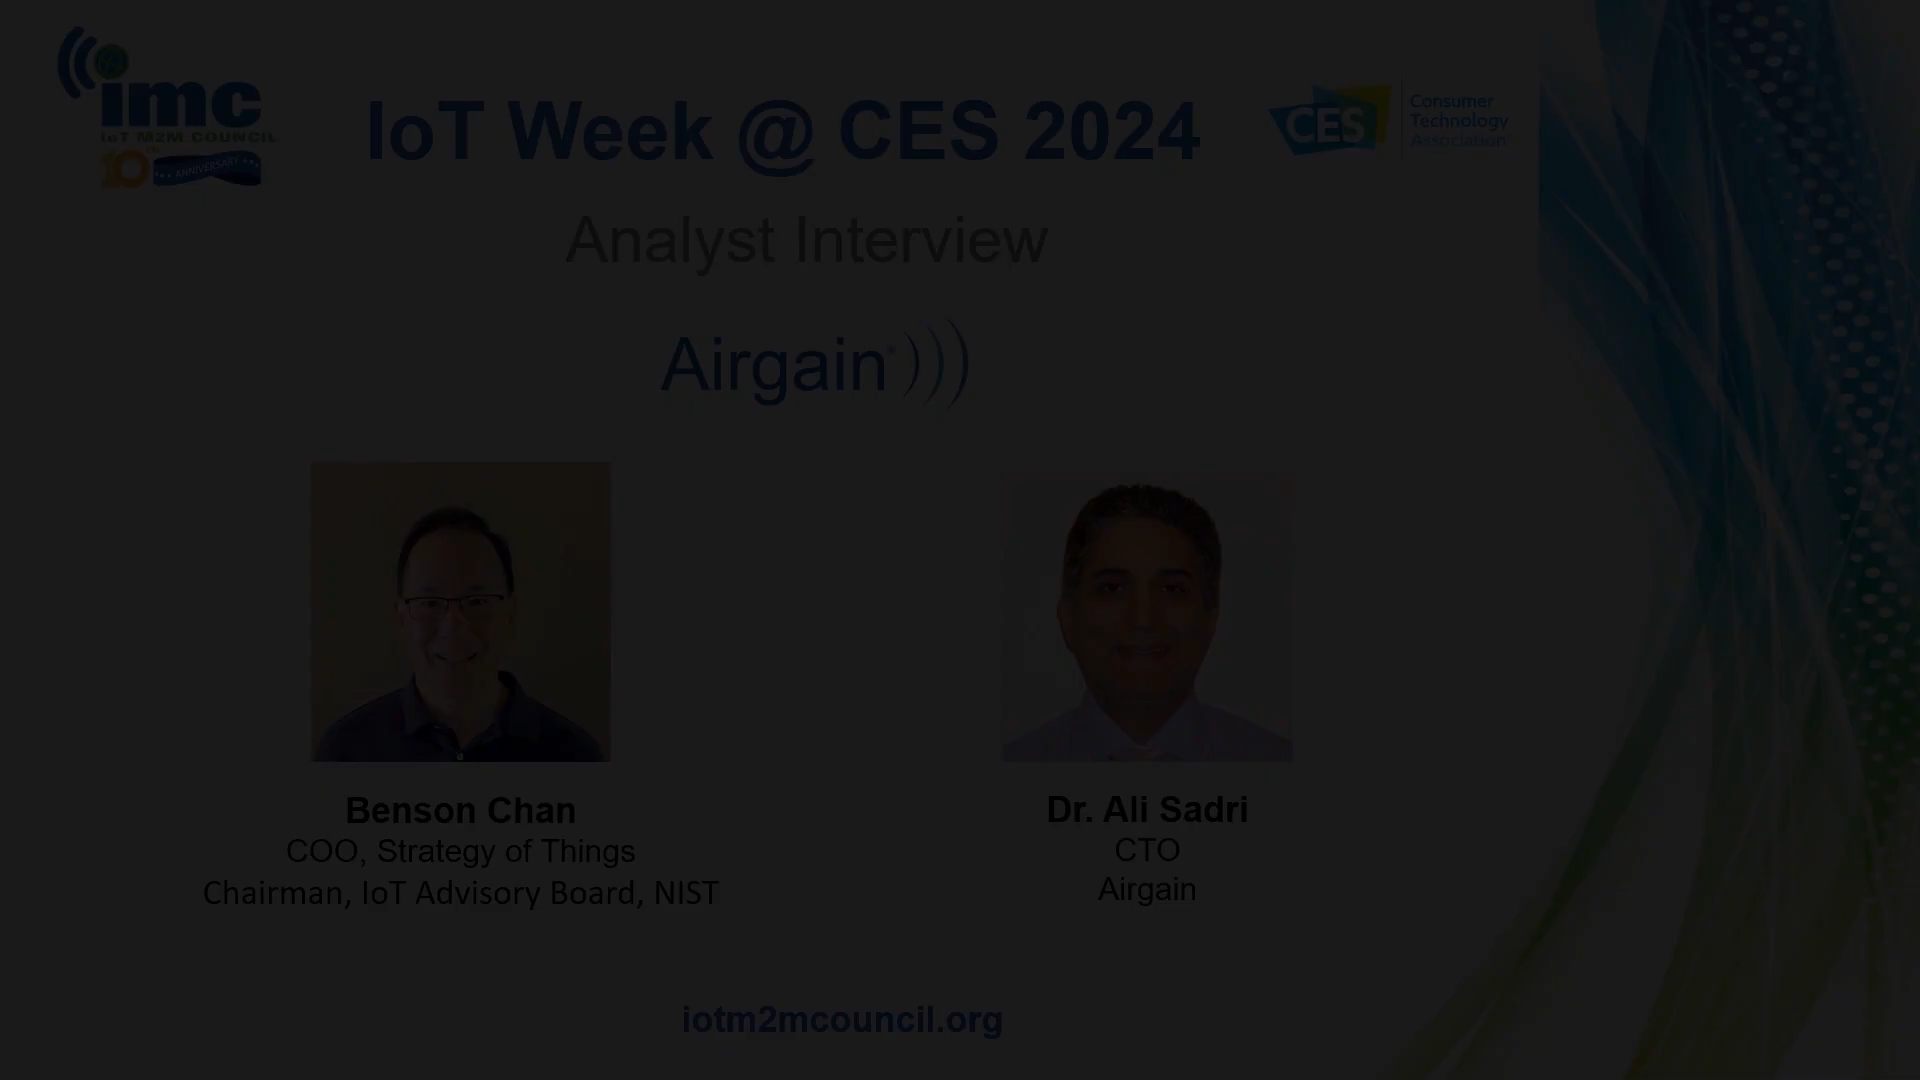 imc
IoT M2M COUNCIL
10 ANNIVERSARY
IoT Week @ CES 2024
CES
Consumer
Technology
Association
Analyst Interview
Airgain
Benson Chan
COO, Strategy of Things
Chairman, IoT Advisory Board, NIST
Dr. Ali Sadri
CTO
Airgain
iotm2mcouncil.org